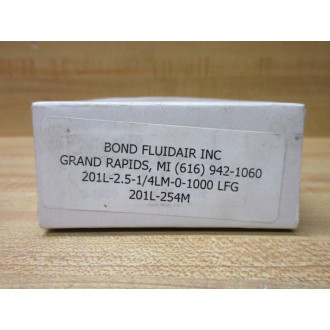 BOND FLUIDAIR INC
GRAND RAPIDS, MI (616) 942-1060
201L-2.5-1/4LM-0-1000 LFG
201L-254M